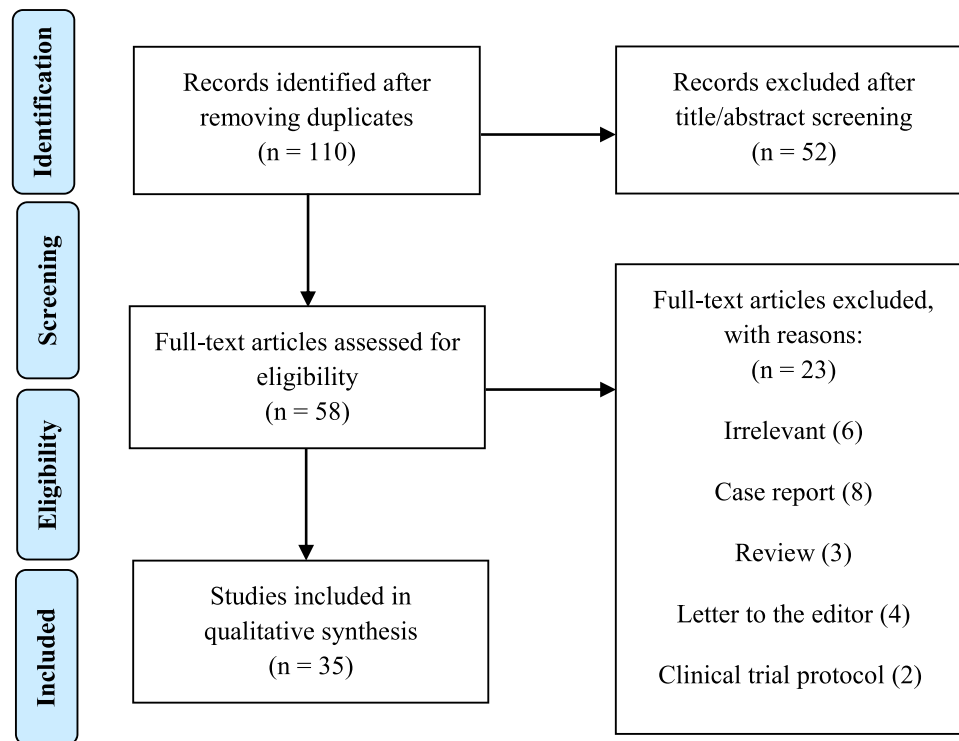 Identification
Records identified after
removing duplicates
(n = 110)
Records excluded after
title/abstract screening
(n = 52)
Screening
Full-text articles assessed for
eligibility
(n = 58)
Full-text articles excluded,
with reasons:
(n = 23)
Irrelevant (6)
Case report (8)
Review (3)
Letter to the editor (4)
Clinical trial protocol (2)
Eligibility
Included
Studies included in
qualitative synthesis
(n = 35)